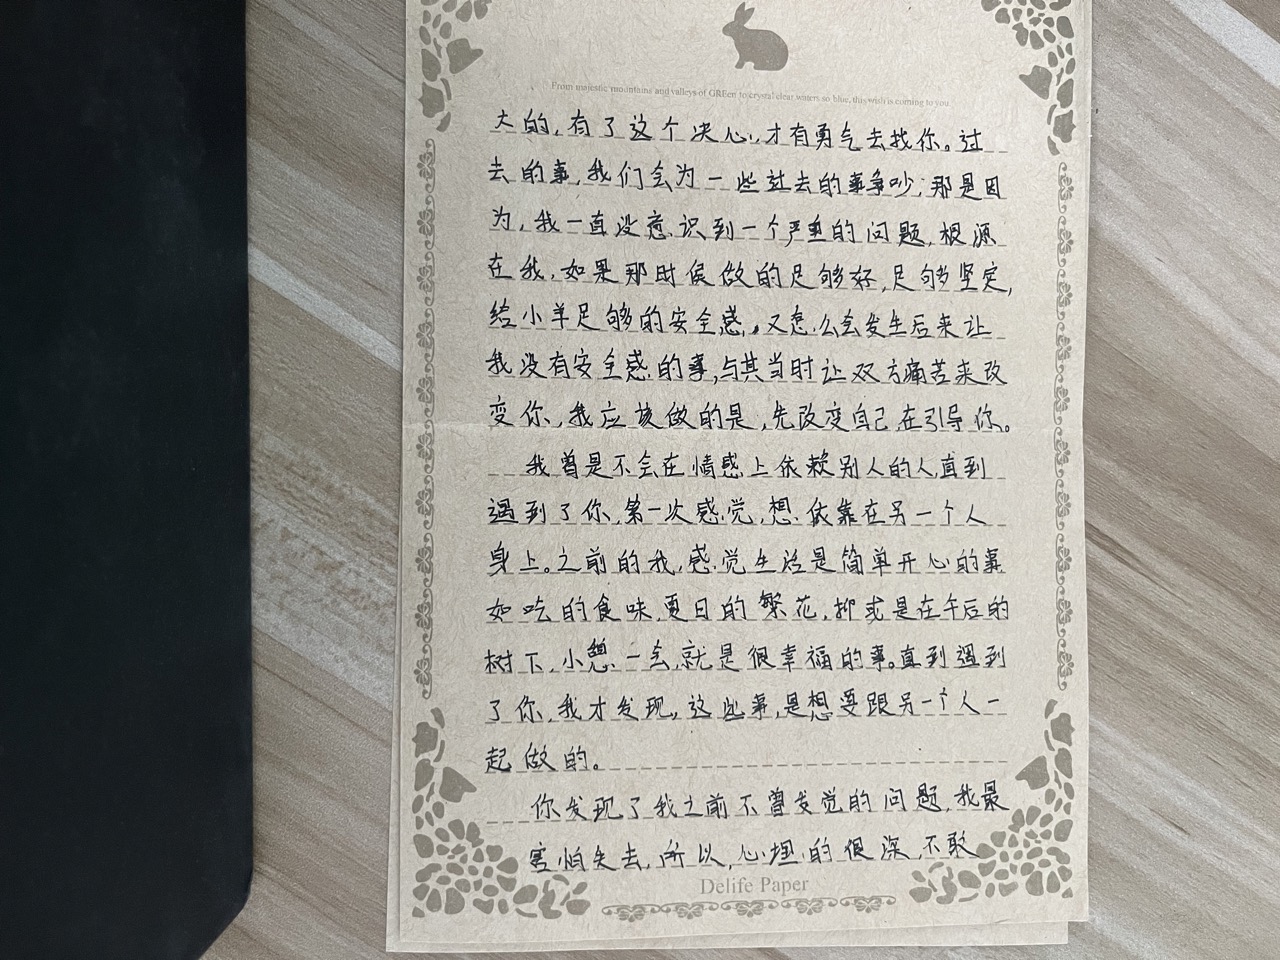 From majestic mountains and valleys of GREen to crystal clear waters so blue, this wish is coming to you.
大的，有了这个决心，才有勇气去找你。过
去的事，我们会为一些过去的事争吵，那是因
为，我一直没意识到一个严重的问题，根源
在我，如果那时候做的足够好，足够坚定，
给小羊足够的安全感，又怎么会发生后来让
我没有安全感的事，与其当时让双方痛苦来改
变你，我应该做的是，先改变自己，在引导你。
我曾是不会在情感上依赖别人的人，直到
遇到了你，第一次感觉，想依靠在另一个人
身上。之前的我，感觉生活是简单开心的事
如吃的食味，夏日的繁花，抑或是在午后的
树下，小憩一会，就是很幸福的事。直到遇到
了你，我才发现，这些事，是想要跟另一个人一
起做的。
你发现了我之前不曾发觉的问题，我最
害怕失去，所以，心埋的很深，不敢
Delife Paper